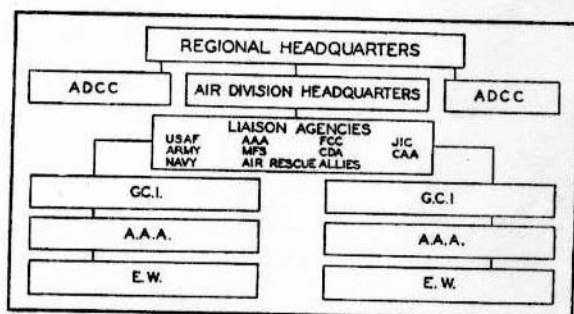 REGIONAL HEADQUARTERS
ADCC
AIR DIVISION HEADQUARTERS
ADCC
LIAISON AGENCIES
USAF AAA FCC JIC
ARMY MFS CDA CAA
NAVY AIR RESCUE ALLIES
G.C.I.
G.C.I
A.A.A.
A.A.A.
E.W.
E.W.